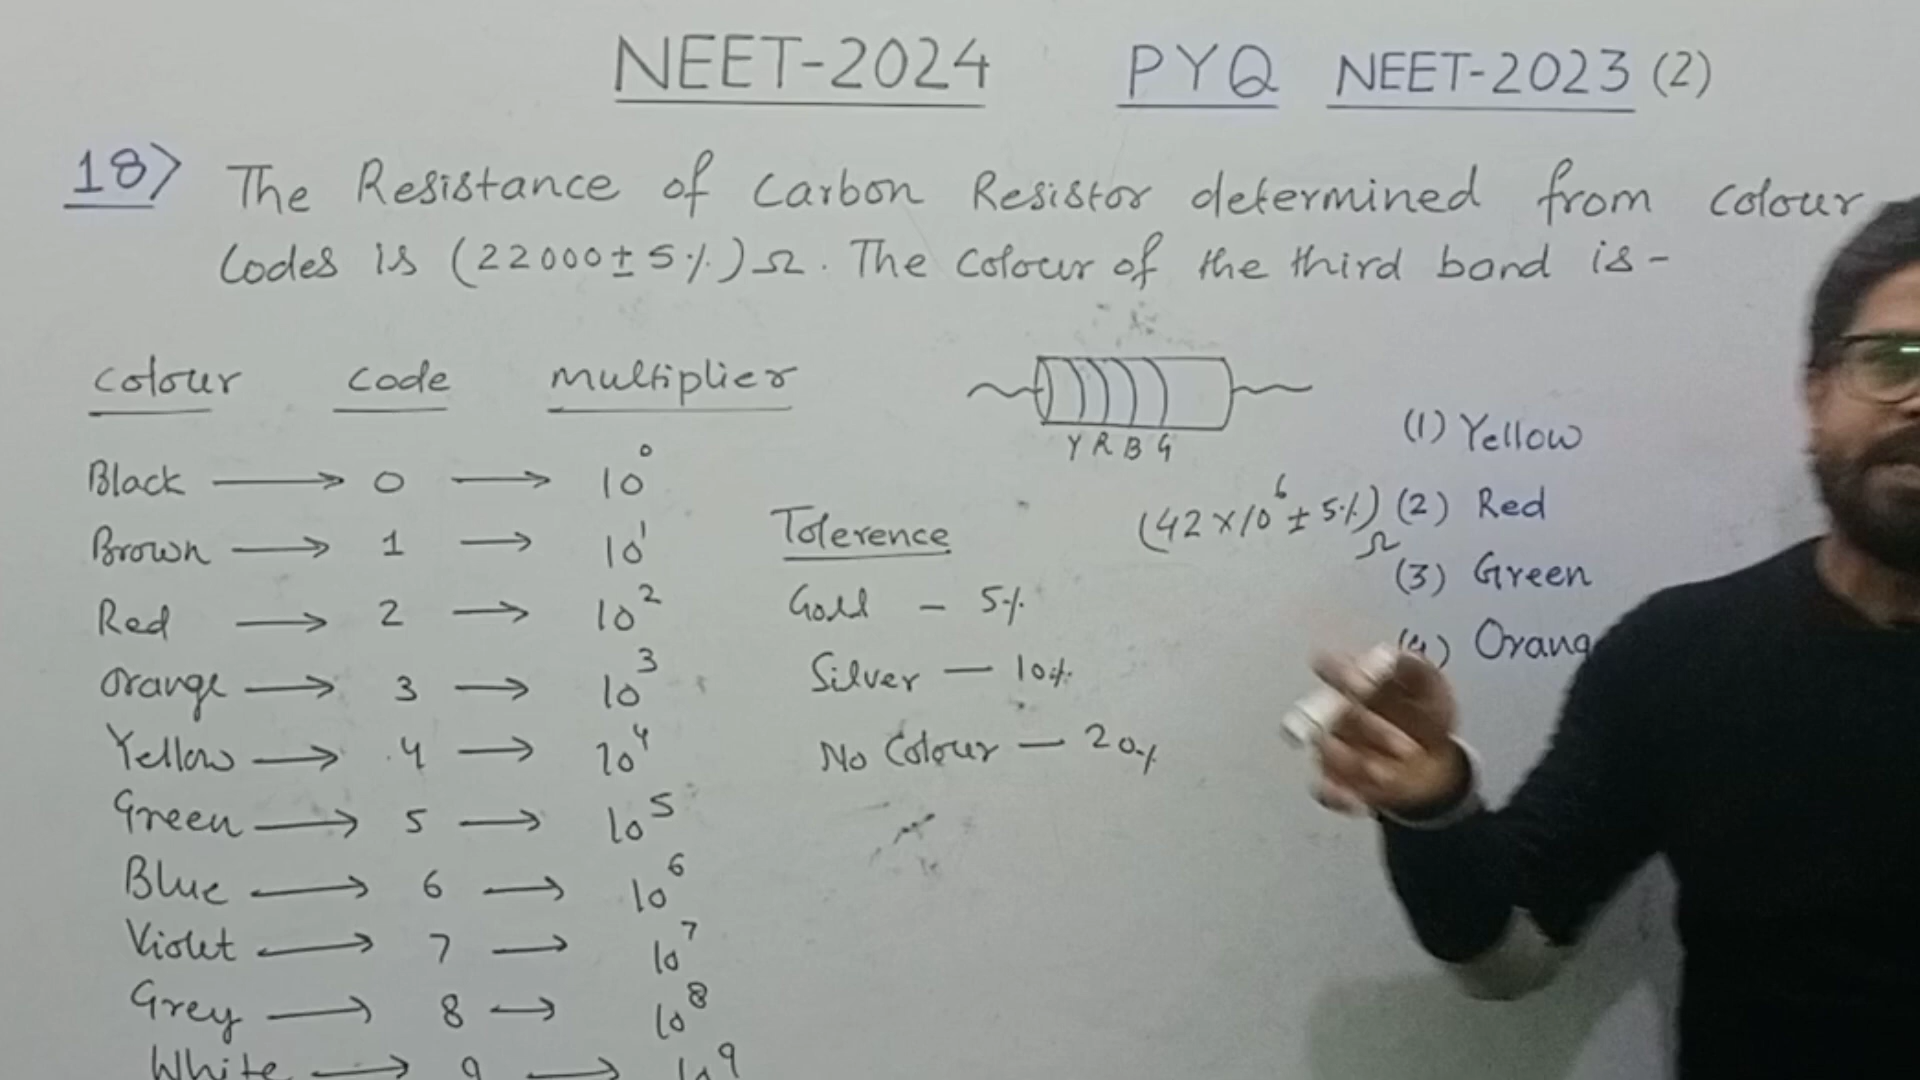 NEET-2024 PYQ NEET-2023 (2)
18> The Resistance of Carbon Resistor determined from colour
Codes is (22000 ± 5%) Ω. The Colour of the third band is -
colour code multiplier
Black → 0 → 10⁰
Brown → 1 → 10¹
Red → 2 → 10²
Orange → 3 → 10³
Yellow → 4 → 10⁴
Green → 5 → 10⁵
Blue → 6 → 10⁶
Violet → 7 → 10⁷
Grey → 8 → 10⁸
White → 9 → 10⁹
Tolerence
Gold - 5%
Silver - 10%
No Colour - 20%
Y R B G
(42 × 10⁶ ± 5%) Ω
(1) Yellow
(2) Red
(3) Green
(4) Orang